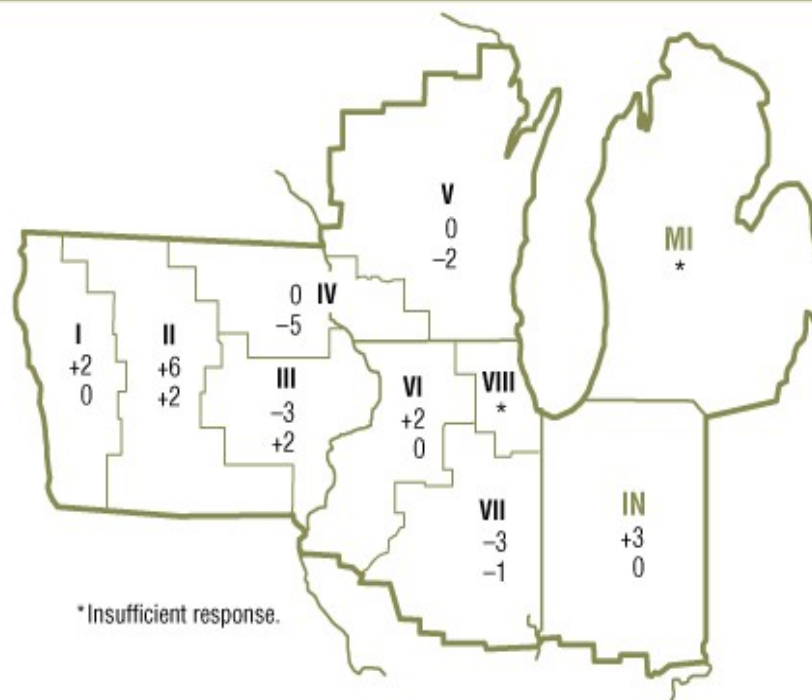 V
0
–2
MI
*
0 IV
–5
I
+2
0
II
+6
+2
III
–3
+2
VI
+2
0
VIII
*
VII
–3
–1
IN
+3
0
*Insufficient response.